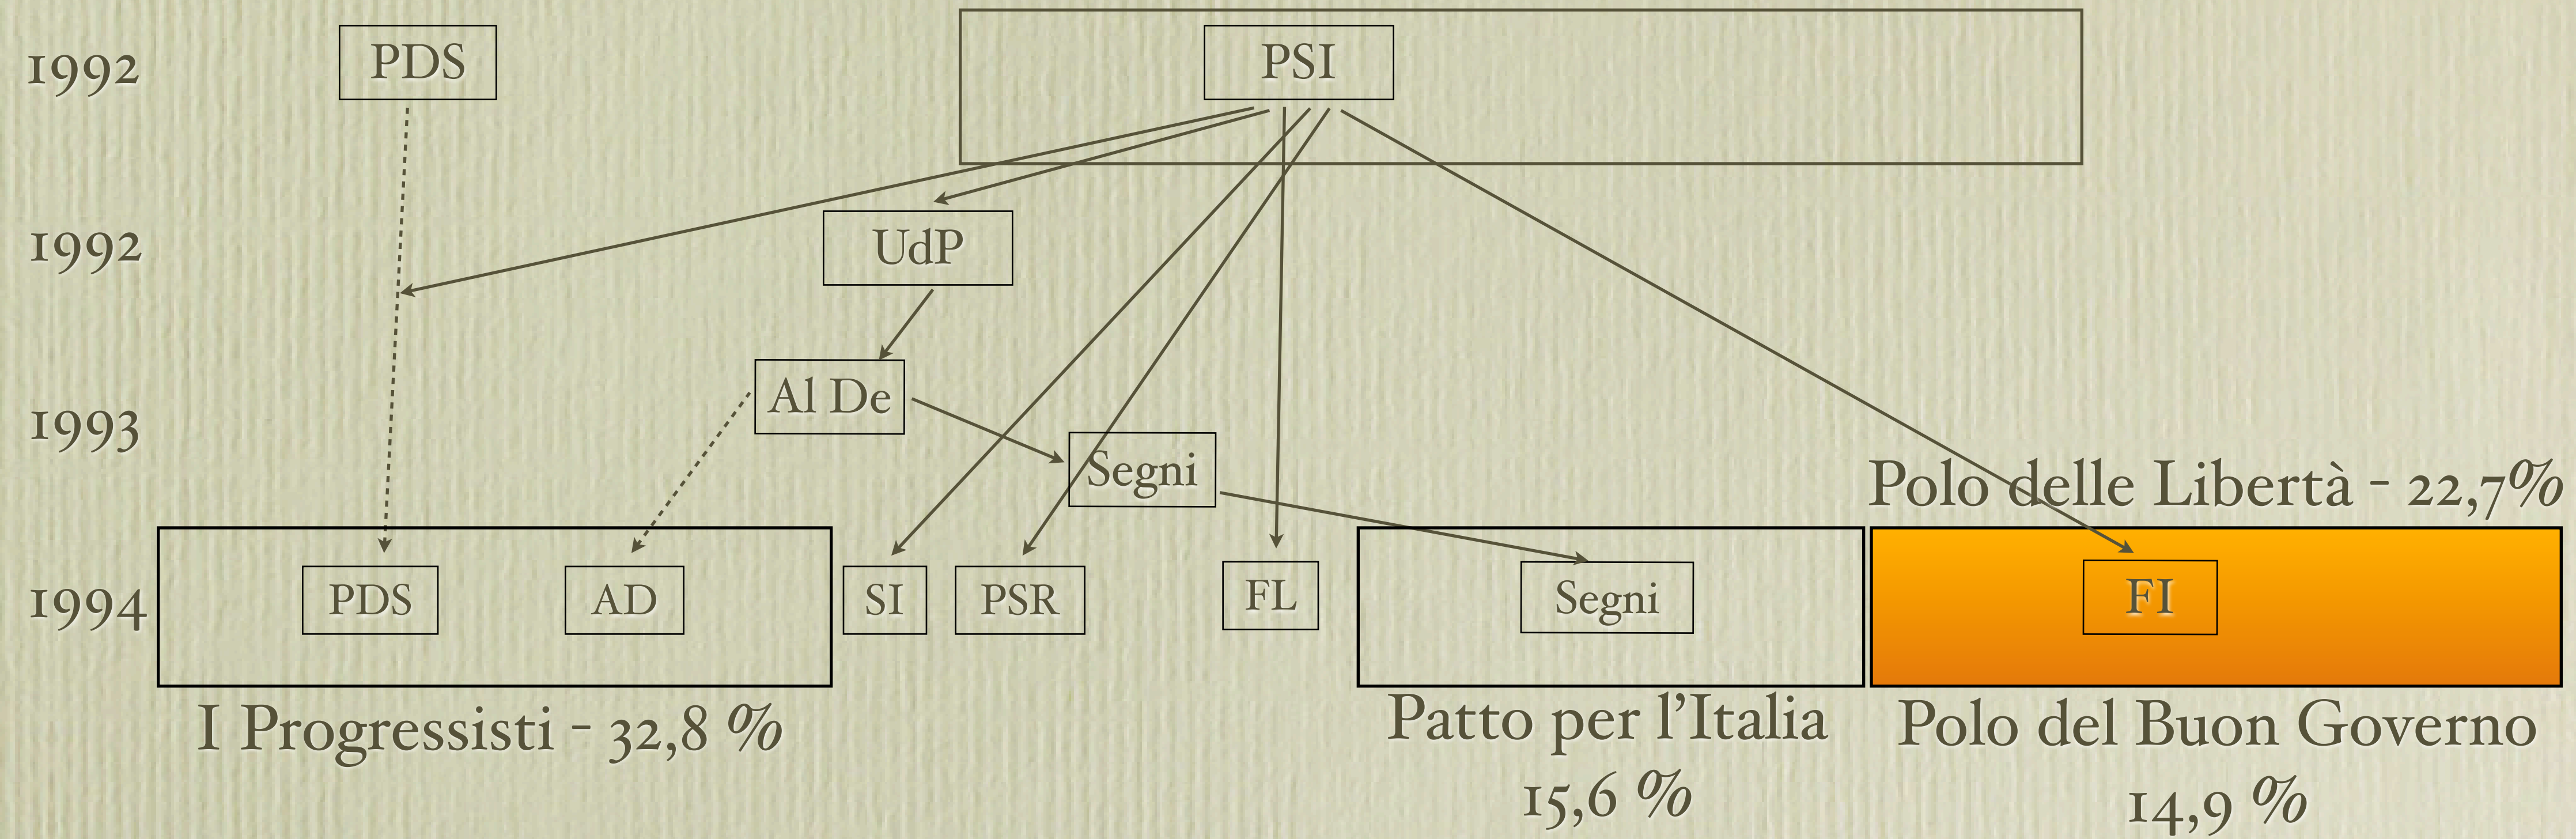 1992
PDS
PSI
1992
UdP
1993
Al De
Segni
Polo delle Libertà - 22,7%
1994
PDS
AD
SI
PSR
FL
Segni
FI
I Progressisti - 32,8 %
Patto per l’Italia
15,6 %
Polo del Buon Governo
14,9 %